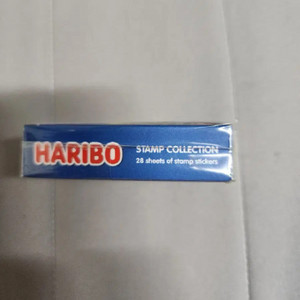 HARIBO
STAMP COLLECTION
28 sheets of stamp stickers